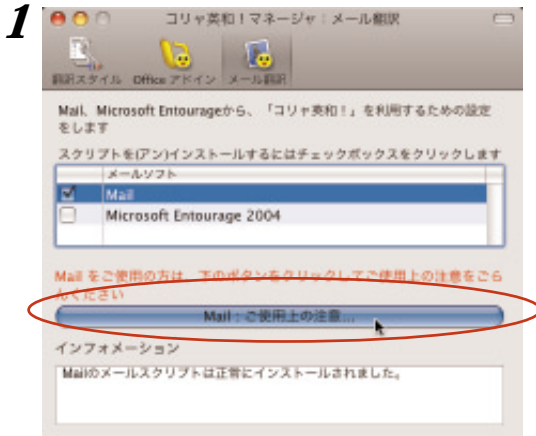 1
コリャ英和!マネージャ:メール翻訳
翻訳スタイル Office アドイン メール翻訳
Mail、Microsoft Entourageから、「コリャ英和!」を利用するための設定
をします
スクリプトを(アン)インストールするにはチェックボックスをクリックします
メールソフト
Mail
Microsoft Entourage 2004
Mail をご使用の方は、下のボタンをクリックしてご使用上の注意をごら
んください
Mail:ご使用上の注意...
インフォメーション
Mailのメールスクリプトは正常にインストールされました。